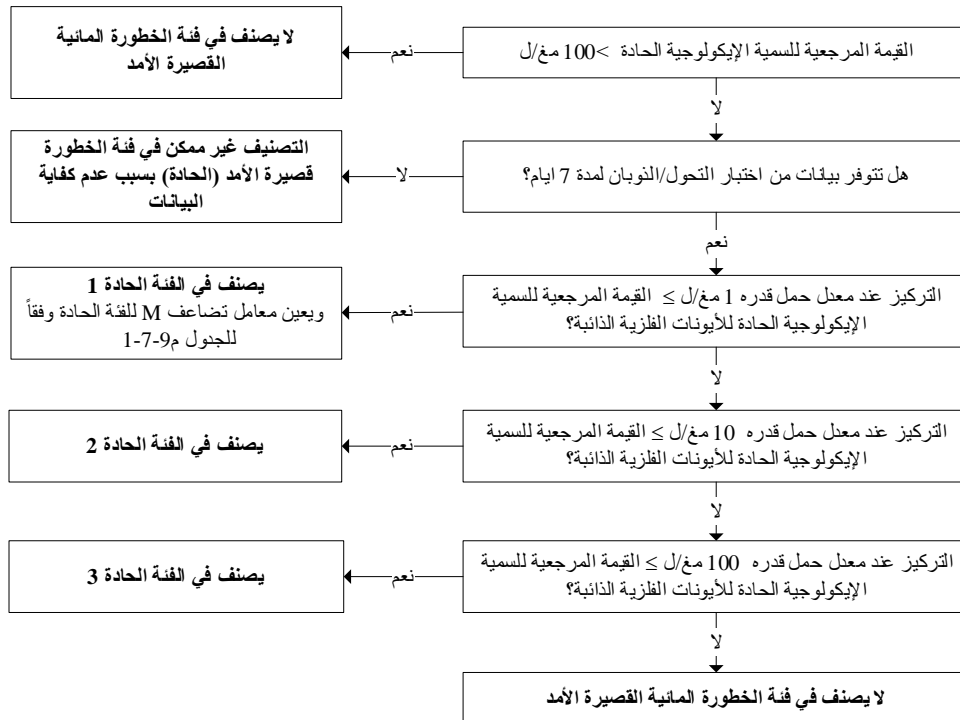 القيمة المرجعية للسمية الإيكولوجية الحادة >100 مغ/ل
نعم
لا يصنف في فئة الخطورة المائية
القصيرة الأمد
لا
هل تتوفر بيانات من اختبار التحول/الذوبان لمدة 7 ايام؟
لا
التصنيف غير ممكن في فئة الخطورة
قصيرة الأمد (الحادة) بسبب عدم كفاية
البيانات
نعم
التركيز عند معدل حمل قدره 1 مغ/ل ≥ القيمة المرجعية للسمية
الإيكولوجية الحادة للأيونات الفلزية الذائبة؟
نعم
يصنف في الفئة الحادة 1
ويعين معامل تضاعف M للفئة الحادة وفقاً
للجدول م9-7-1
لا
التركيز عند معدل حمل قدره 10 مغ/ل ≥ القيمة المرجعية للسمية
الإيكولوجية الحادة للأيونات الفلزية الذائبة؟
نعم
يصنف في الفئة الحادة 2
لا
التركيز عند معدل حمل قدره 100 مغ/ل ≥ القيمة المرجعية للسمية
الإيكولوجية الحادة للأيونات الفلزية الذائبة؟
نعم
يصنف في الفئة الحادة 3
لا
لا يصنف في فئة الخطورة المائية القصيرة الأمد